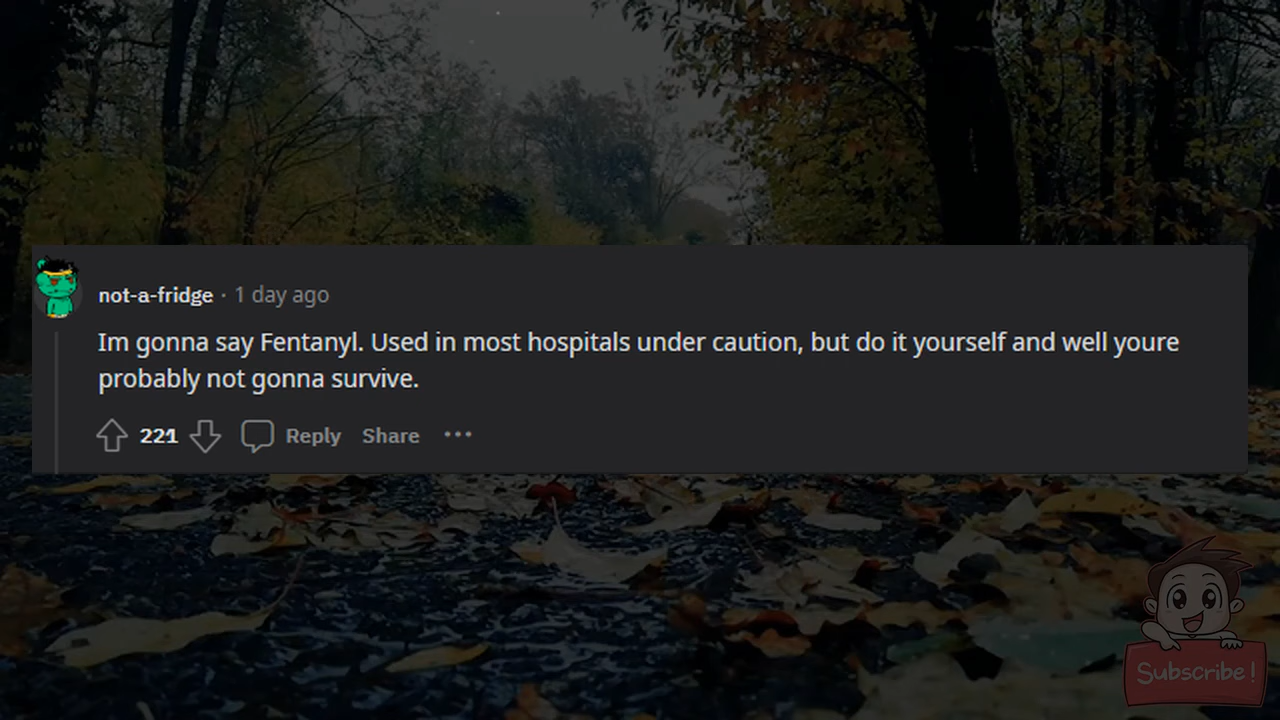 not-a-fridge · 1 day ago
Im gonna say Fentanyl. Used in most hospitals under caution, but do it yourself and well youre
probably not gonna survive.
221 Reply Share ···
Subscribe!